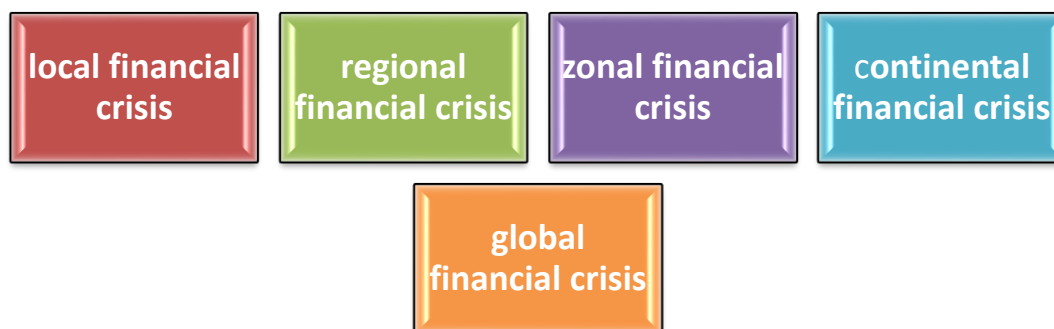 local financial
crisis
regional
financial crisis
zonal financial
crisis
continental
financial crisis
global
financial crisis